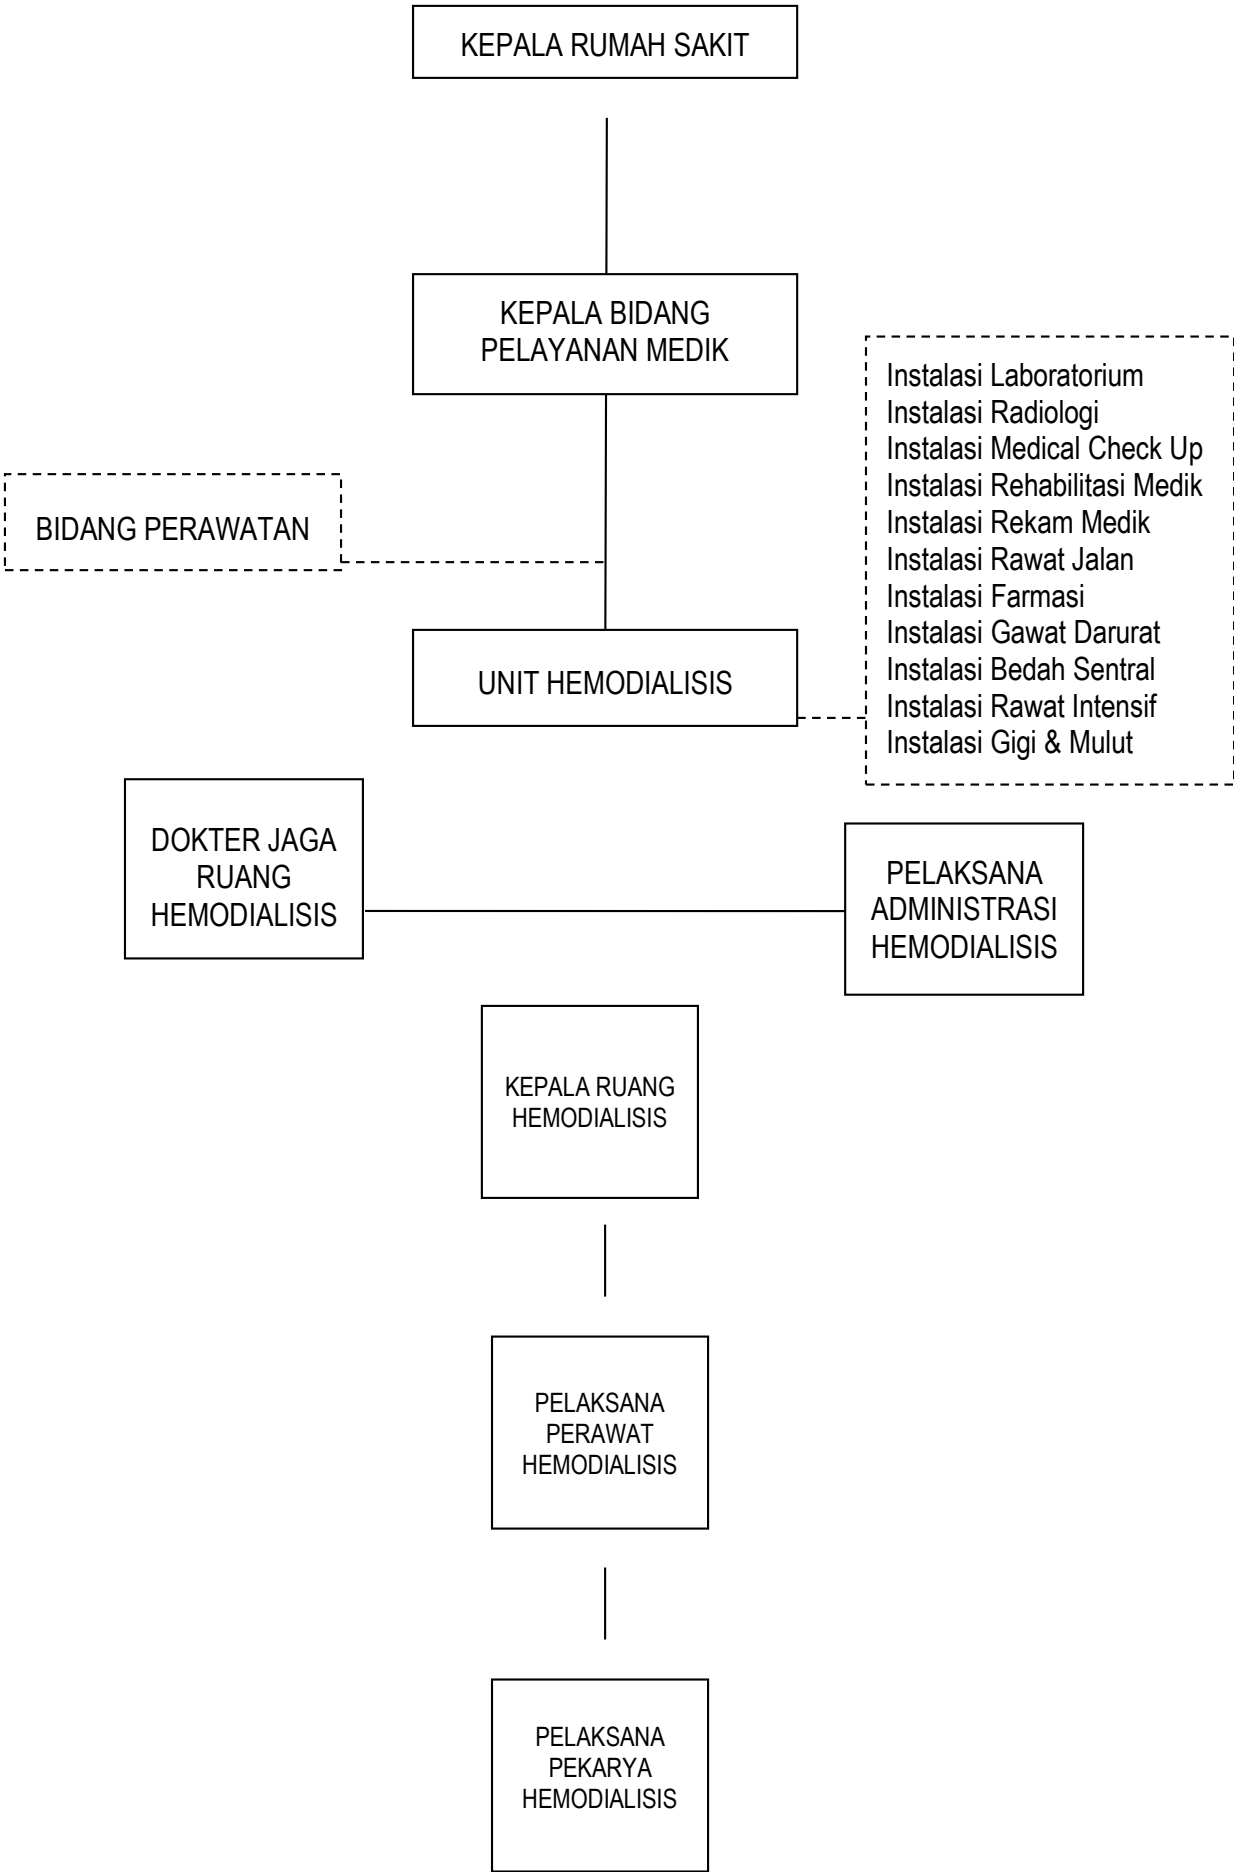 KEPALA RUMAH SAKIT
KEPALA BIDANG
PELAYANAN MEDIK
Instalasi Laboratorium
Instalasi Radiologi
Instalasi Medical Check Up
Instalasi Rehabilitasi Medik
Instalasi Rekam Medik
Instalasi Rawat Jalan
Instalasi Farmasi
Instalasi Gawat Darurat
Instalasi Bedah Sentral
Instalasi Rawat Intensif
Instalasi Gigi & Mulut
BIDANG PERAWATAN
UNIT HEMODIALISIS
DOKTER JAGA
RUANG
HEMODIALISIS
PELAKSANA
ADMINISTRASI
HEMODIALISIS
KEPALA RUANG
HEMODIALISIS
PELAKSANA
PERAWAT
HEMODIALISIS
PELAKSANA
PEKARYA
HEMODIALISIS